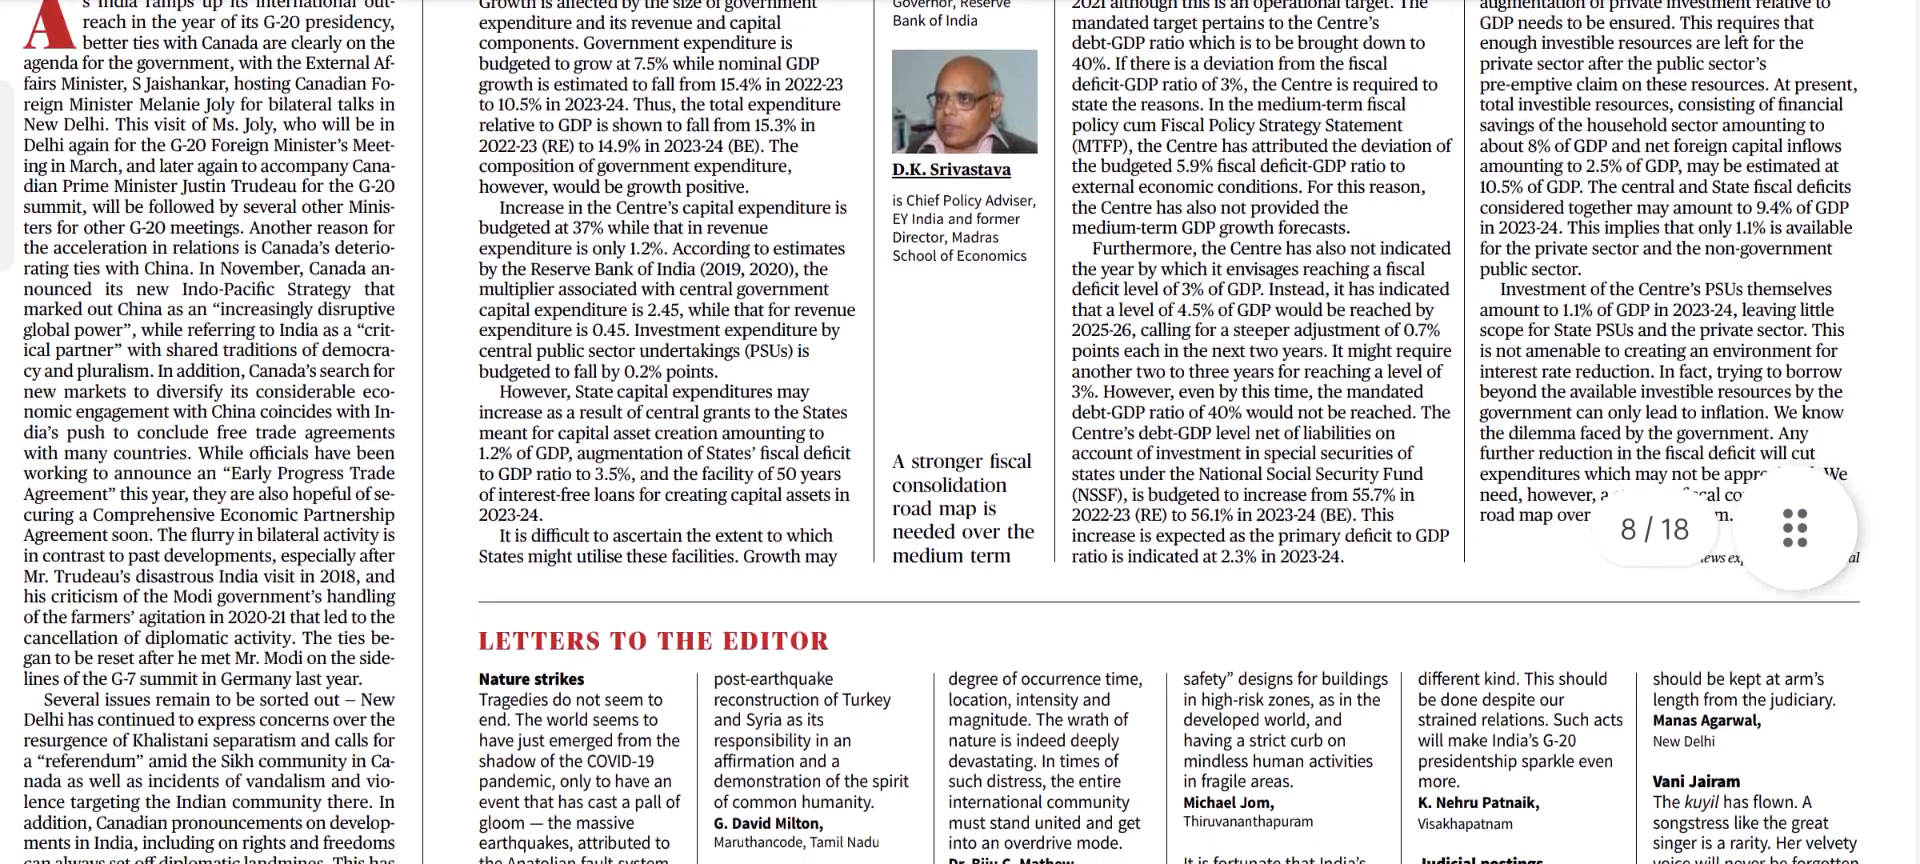 A
s India ramps up its international out-
reach in the year of its G-20 presidency,
better ties with Canada are clearly on the
agenda for the government, with the External Af-
fairs Minister, S Jaishankar, hosting Canadian Fo-
reign Minister Melanie Joly for bilateral talks in
New Delhi. This visit of Ms. Joly, who will be in
Delhi again for the G-20 Foreign Minister's Meet-
ing in March, and later again to accompany Cana-
dian Prime Minister Justin Trudeau for the G-20
summit, will be followed by several other Minis-
ters for other G-20 meetings. Another reason for
the acceleration in relations is Canada's deterio-
rating ties with China. In November, Canada an-
nounced its new Indo-Pacific Strategy that
marked out China as an “increasingly disruptive
global power”, while referring to India as a “crit-
ical partner” with shared traditions of democra-
cy and pluralism. In addition, Canada's search for
new markets to diversify its considerable eco-
nomic engagement with China coincides with In-
dia's push to conclude free trade agreements
with many countries. While officials have been
working to announce an “Early Progress Trade
Agreement” this year, they are also hopeful of se-
curing a Comprehensive Economic Partnership
Agreement soon. The flurry in bilateral activity is
in contrast to past developments, especially after
Mr. Trudeau's disastrous India visit in 2018, and
his criticism of the Modi government's handling
of the farmers' agitation in 2020-21 that led to the
cancellation of diplomatic activity. The ties be-
gan to be reset after he met Mr. Modi on the side-
lines of the G-7 summit in Germany last year.
Several issues remain to be sorted out – New
Delhi has continued to express concerns over the
resurgence of Khalistani separatism and calls for
a “referendum” amid the Sikh community in Ca-
nada as well as incidents of vandalism and vio-
lence targeting the Indian community there. In
addition, Canadian pronouncements on develop-
ments in India, including on rights and freedoms
can always set off diplomatic landmines. This has
Growth is affected by the size of government
expenditure and its revenue and capital
components. Government expenditure is
budgeted to grow at 7.5% while nominal GDP
growth is estimated to fall from 15.4% in 2022-23
to 10.5% in 2023-24. Thus, the total expenditure
relative to GDP is shown to fall from 15.3% in
2022-23 (RE) to 14.9% in 2023-24 (BE). The
composition of government expenditure,
however, would be growth positive.
Increase in the Centre's capital expenditure is
budgeted at 37% while that in revenue
expenditure is only 1.2%. According to estimates
by the Reserve Bank of India (2019, 2020), the
multiplier associated with central government
capital expenditure is 2.45, while that for revenue
expenditure is 0.45. Investment expenditure by
central public sector undertakings (PSUs) is
budgeted to fall by 0.2% points.
However, State capital expenditures may
increase as a result of central grants to the States
meant for capital asset creation amounting to
1.2% of GDP, augmentation of States' fiscal deficit
to GDP ratio to 3.5%, and the facility of 50 years
of interest-free loans for creating capital assets in
2023-24.
It is difficult to ascertain the extent to which
States might utilise these facilities. Growth may
Governor, Reserve
Bank of India
D.K. Srivastava
is Chief Policy Adviser,
EY India and former
Director, Madras
School of Economics
A stronger fiscal
consolidation
road map is
needed over the
medium term
2021 although this is an operational target. The
mandated target pertains to the Centre's
debt-GDP ratio which is to be brought down to
40%. If there is a deviation from the fiscal
deficit-GDP ratio of 3%, the Centre is required to
state the reasons. In the medium-term fiscal
policy cum Fiscal Policy Strategy Statement
(MTFP), the Centre has attributed the deviation of
the budgeted 5.9% fiscal deficit-GDP ratio to
external economic conditions. For this reason,
the Centre has also not provided the
medium-term GDP growth forecasts.
Furthermore, the Centre has also not indicated
the year by which it envisages reaching a fiscal
deficit level of 3% of GDP. Instead, it has indicated
that a level of 4.5% of GDP would be reached by
2025-26, calling for a steeper adjustment of 0.7%
points each in the next two years. It might require
another two to three years for reaching a level of
3%. However, even by this time, the mandated
debt-GDP ratio of 40% would not be reached. The
Centre's debt-GDP level net of liabilities on
account of investment in special securities of
states under the National Social Security Fund
(NSSF), is budgeted to increase from 55.7% in
2022-23 (RE) to 56.1% in 2023-24 (BE). This
increase is expected as the primary deficit to GDP
ratio is indicated at 2.3% in 2023-24.
augmentation of private investment relative to
GDP needs to be ensured. This requires that
enough investible resources are left for the
private sector after the public sector's
pre-emptive claim on these resources. At present,
total investible resources, consisting of financial
savings of the household sector amounting to
about 8% of GDP and net foreign capital inflows
amounting to 2.5% of GDP, may be estimated at
10.5% of GDP. The central and State fiscal deficits
considered together may amount to 9.4% of GDP
in 2023-24. This implies that only 1.1% is available
for the private sector and the non-government
public sector.
Investment of the Centre's PSUs themselves
amount to 1.1% of GDP in 2023-24, leaving little
scope for State PSUs and the private sector. This
is not amenable to creating an environment for
interest rate reduction. In fact, trying to borrow
beyond the available investible resources by the
government can only lead to inflation. We know
the dilemma faced by the government. Any
further reduction in the fiscal deficit will cut
expenditures which may not be We
need, however, a
road map over
8 / 18
LETTERS TO THE EDITOR
Nature strikes
Tragedies do not seem to
end. The world seems to
have just emerged from the
shadow of the COVID-19
pandemic, only to have an
event that has cast a pall of
gloom — the massive
earthquakes, attributed to
the Anatolian fault system
post-earthquake
reconstruction of Turkey
and Syria as its
responsibility in an
affirmation and a
demonstration of the spirit
of common humanity.
G. David Milton,
Maruthancode, Tamil Nadu
degree of occurrence time,
location, intensity and
magnitude. The wrath of
nature is indeed deeply
devastating. In times of
such distress, the entire
international community
must stand united and get
into an overdrive mode.
Dr. Biju C. Mathew,
safety” designs for buildings
in high-risk zones, as in the
developed world, and
having a strict curb on
mindless human activities
in fragile areas.
Michael Jom,
Thiruvananthapuram
It is fortunate that India's
different kind. This should
be done despite our
strained relations. Such acts
will make India's G-20
presidentship sparkle even
more.
K. Nehru Patnaik,
Visakhapatnam
Judicial postings
should be kept at arm's
length from the judiciary.
Manas Agarwal,
New Delhi
Vani Jairam
The kuyil has flown. A
songstress like the great
singer is a rarity. Her velvety
voice will never be forgotten